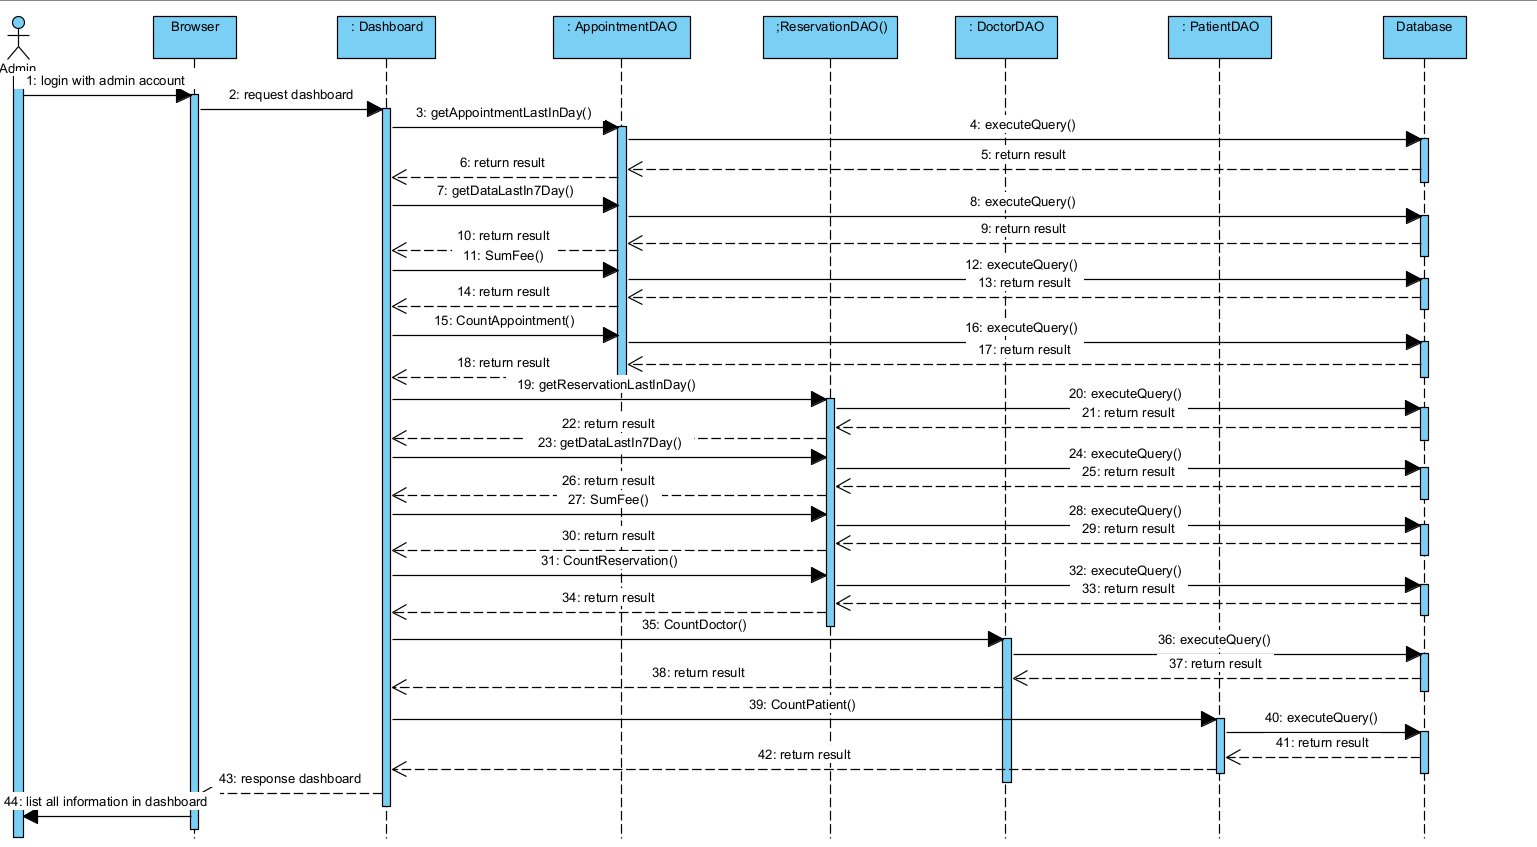 Browser
: Dashboard
: AppointmentDAO
;ReservationDAO()
: DoctorDAO
: PatientDAO
Database
Admin
1: login with admin account
2: request dashboard
3: getAppointmentLastInDay()
4: executeQuery()
5: return result
6: return result
7: getDataLastIn7Day()
8: executeQuery()
9: return result
10: return result
11: SumFee()
12: executeQuery()
13: return result
14: return result
15: CountAppointment()
16: executeQuery()
17: return result
18: return result
19: getReservationLastInDay()
20: executeQuery()
21: return result
22: return result
23: getDataLastIn7Day()
24: executeQuery()
25: return result
26: return result
27: SumFee()
28: executeQuery()
29: return result
30: return result
31: CountReservation()
32: executeQuery()
33: return result
34: return result
35: CountDoctor()
36: executeQuery()
37: return result
38: return result
39: CountPatient()
40: executeQuery()
41: return result
42: return result
43: response dashboard
44: list all information in dashboard